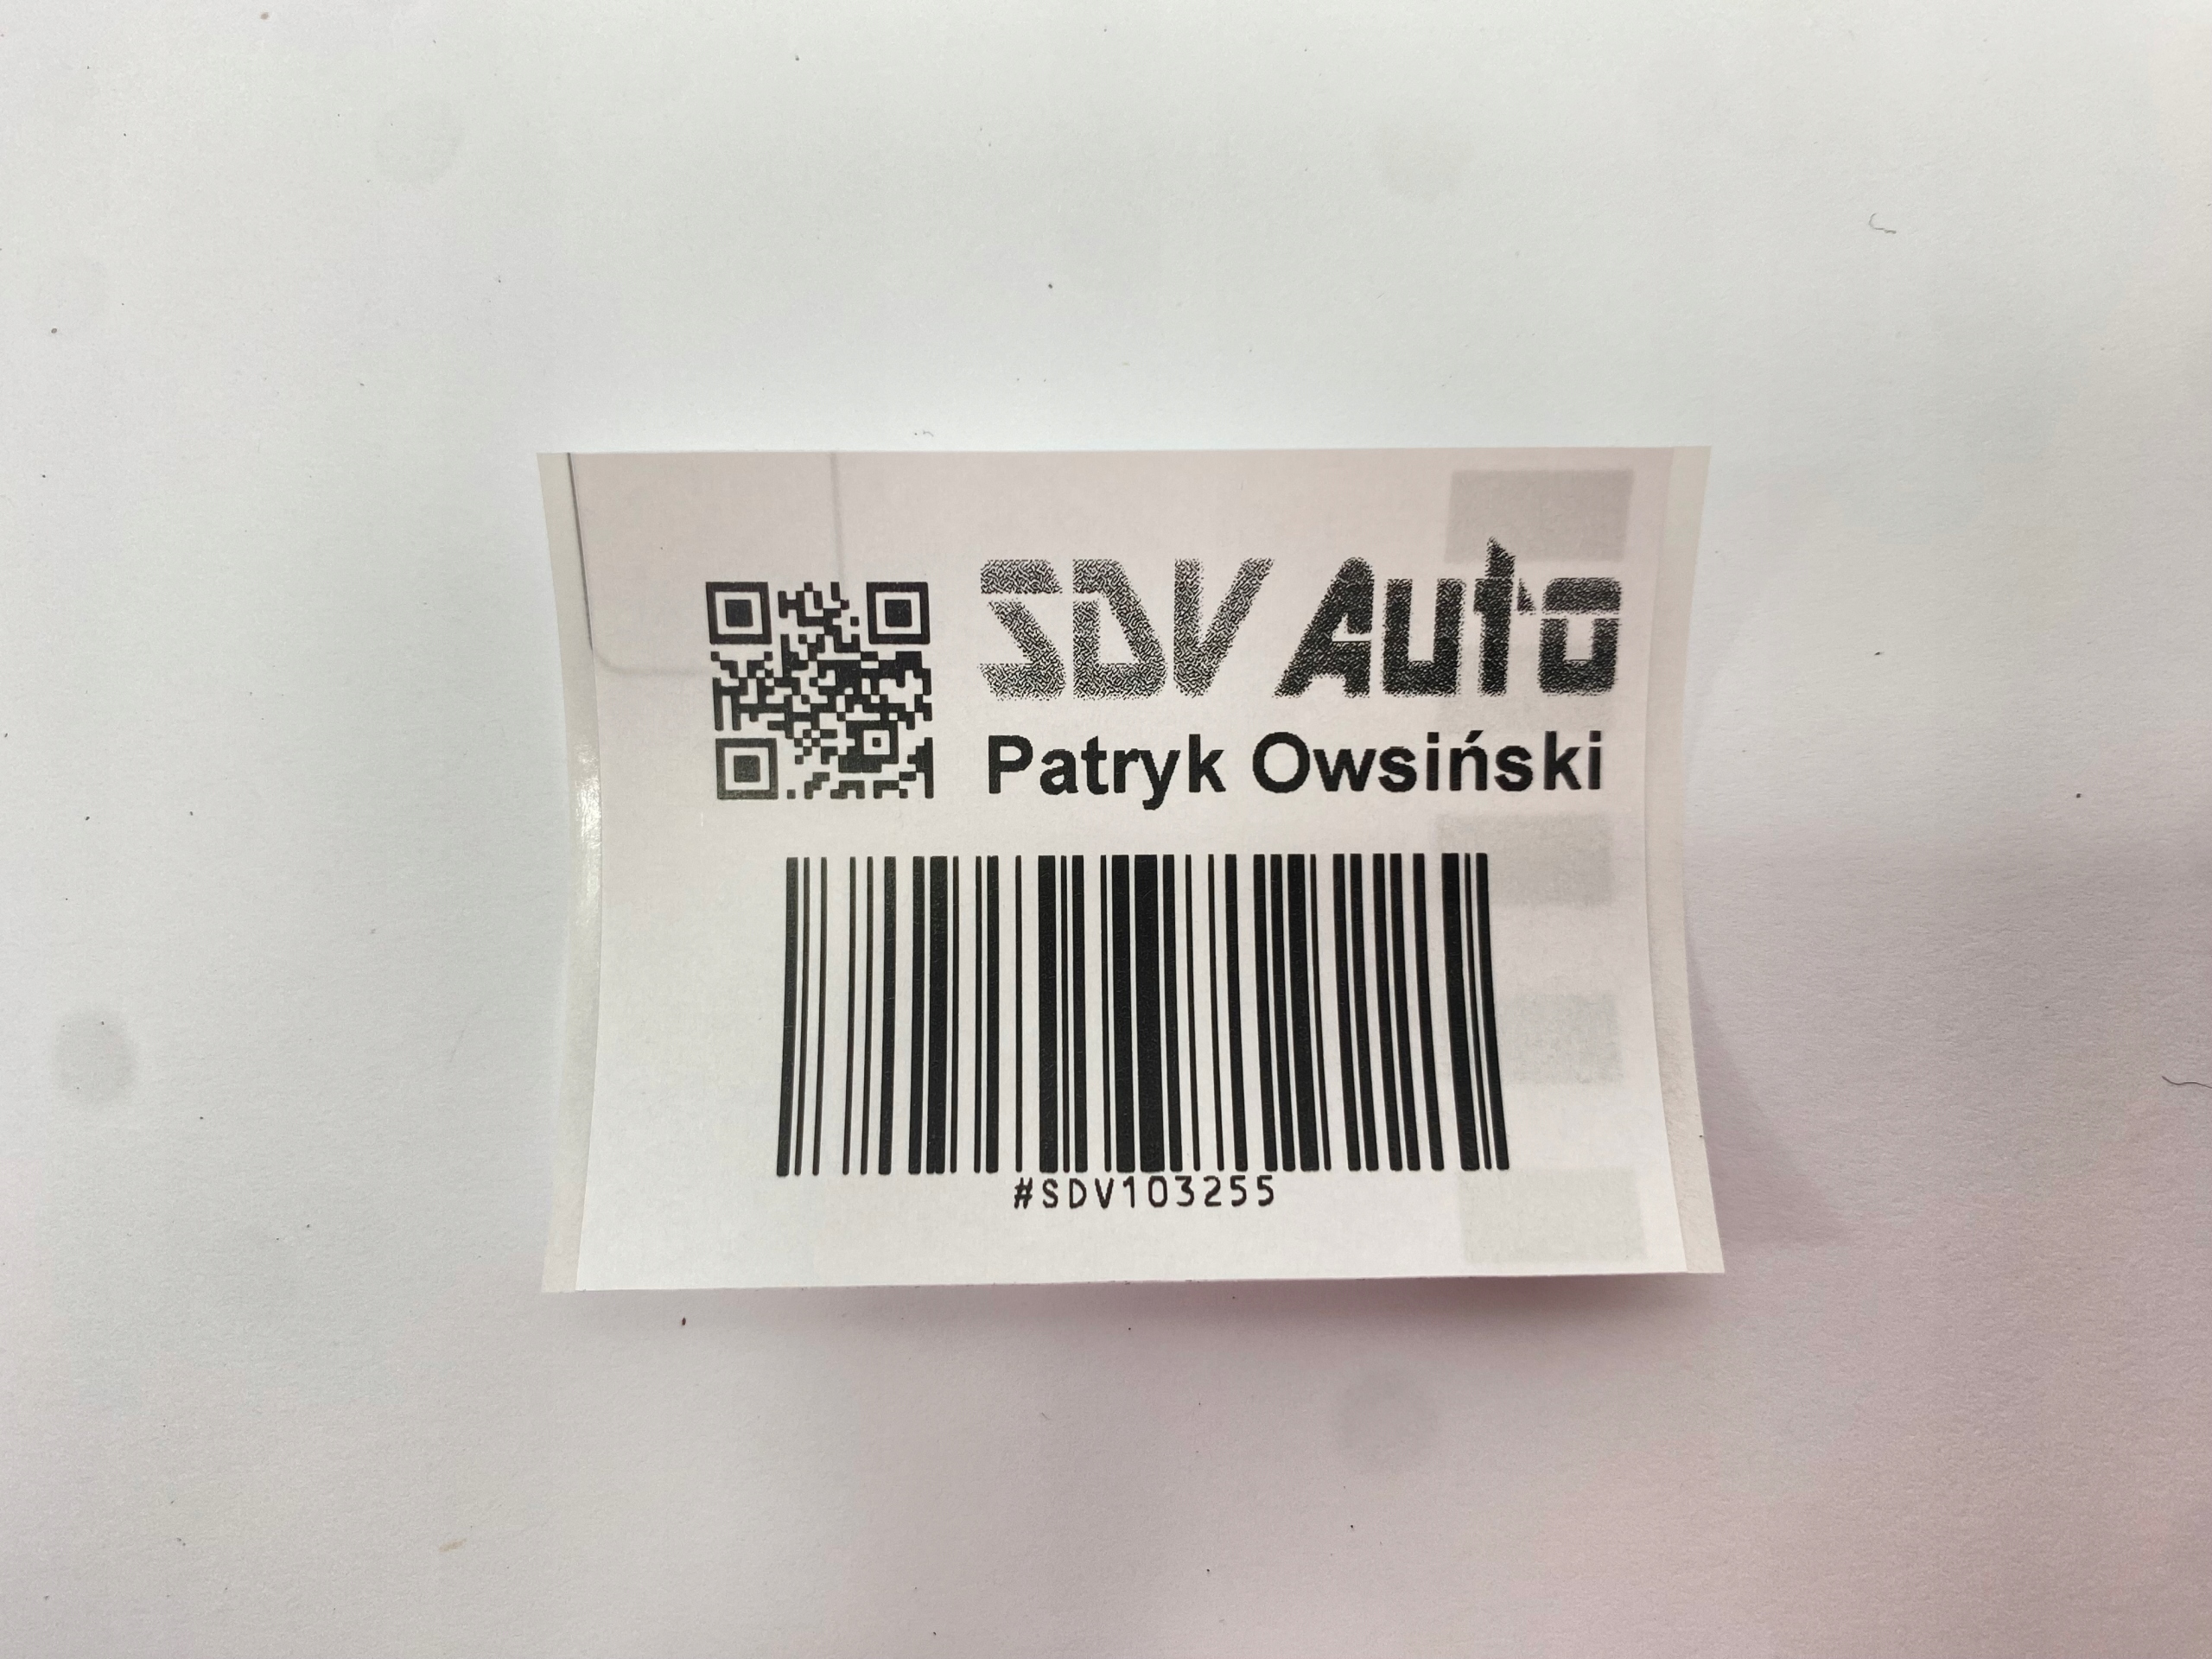 SDV Auto
Patryk Owsiński
#SDV103255